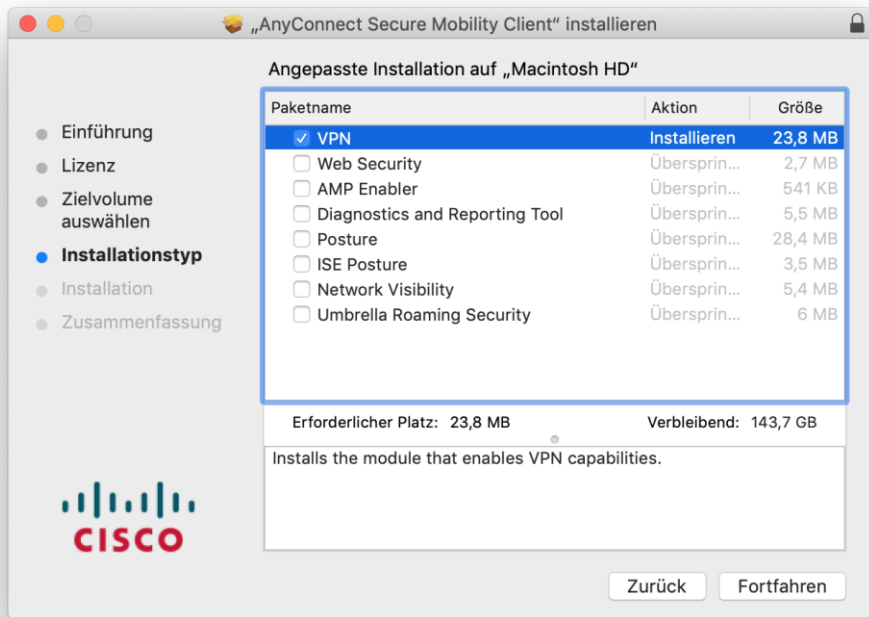 „AnyConnect Secure Mobility Client“ installieren
Angepasste Installation auf „Macintosh HD“
Einführung
Lizenz
Zielvolume
auswählen
Installationstyp
Installation
Zusammenfassung
Paketname Aktion Größe
VPN Installieren 23,8 MB
Web Security Übersprin... 2,7 MB
AMP Enabler Übersprin... 541 KB
Diagnostics and Reporting Tool Übersprin... 5,5 MB
Posture Übersprin... 28,4 MB
ISE Posture Übersprin... 3,5 MB
Network Visibility Übersprin... 5,4 MB
Umbrella Roaming Security Übersprin... 6 MB
Erforderlicher Platz: 23,8 MB Verbleibend: 143,7 GB
Installs the module that enables VPN capabilities.
CISCO
Zurück Fortfahren